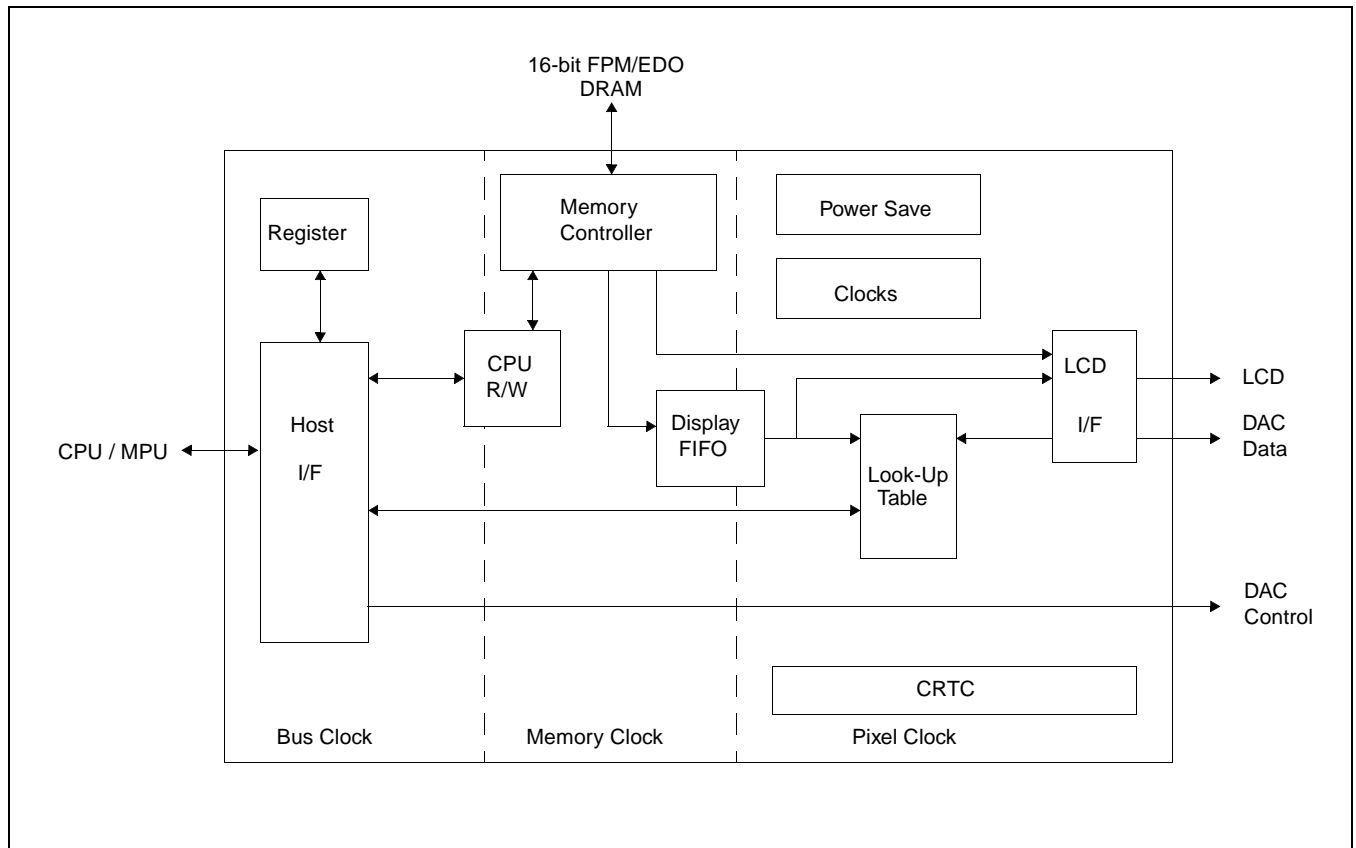 16-bit FPM/EDO
DRAM
Memory
Controller
Power Save
Register
Clocks
CPU
R/W
LCD
I/F
LCD
Host
I/F
Display
FIFO
DAC
Data
CPU / MPU
Look-Up
Table
DAC
Control
CRTC
Bus Clock
Memory Clock
Pixel Clock